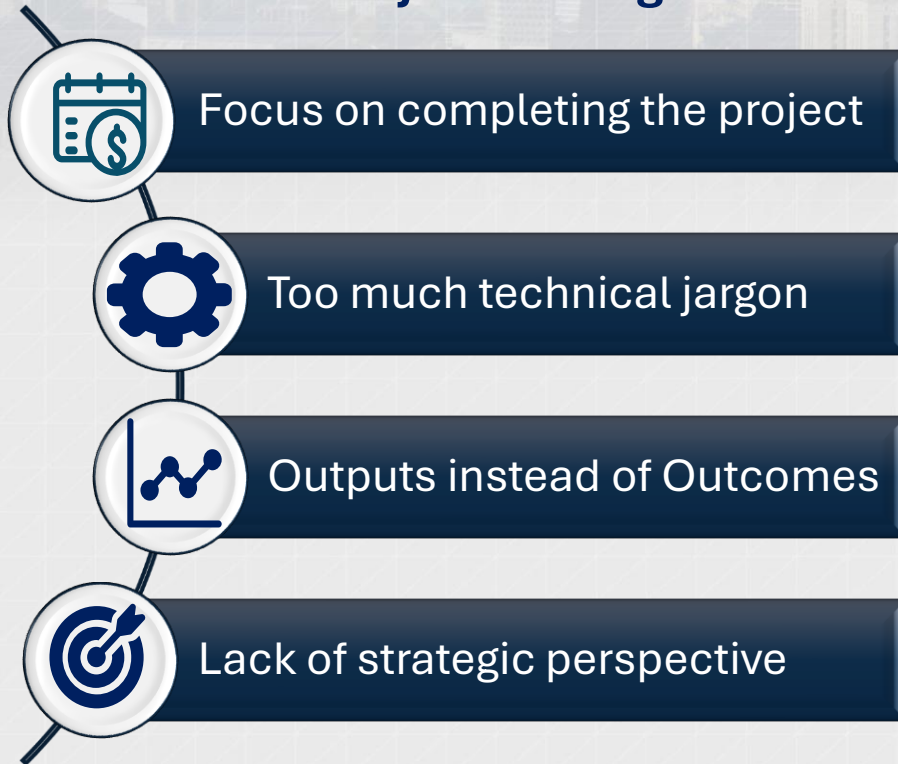 Focus on completing the project
Too much technical jargon
Outputs instead of Outcomes
Lack of strategic perspective